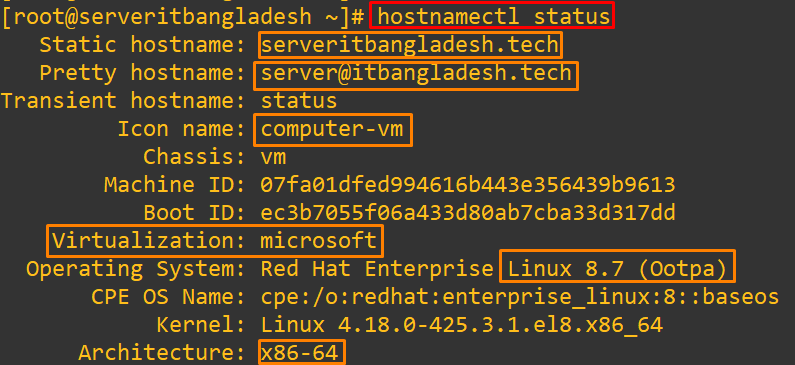 [root@serveritbangladesh ~]# hostnamectl status
Static hostname: serveritbangladesh.tech
Pretty hostname: server@itbangladesh.tech
Transient hostname: status
Icon name: computer-vm
Chassis: vm
Machine ID: 07fa01dfed994616b443e356439b9613
Boot ID: ec3b7055f06a433d80ab7cba33d317dd
Virtualization: microsoft
Operating System: Red Hat Enterprise Linux 8.7 (Ootpa)
CPE OS Name: cpe:/o:redhat:enterprise_linux:8::baseos
Kernel: Linux 4.18.0-425.3.1.el8.x86_64
Architecture: x86-64